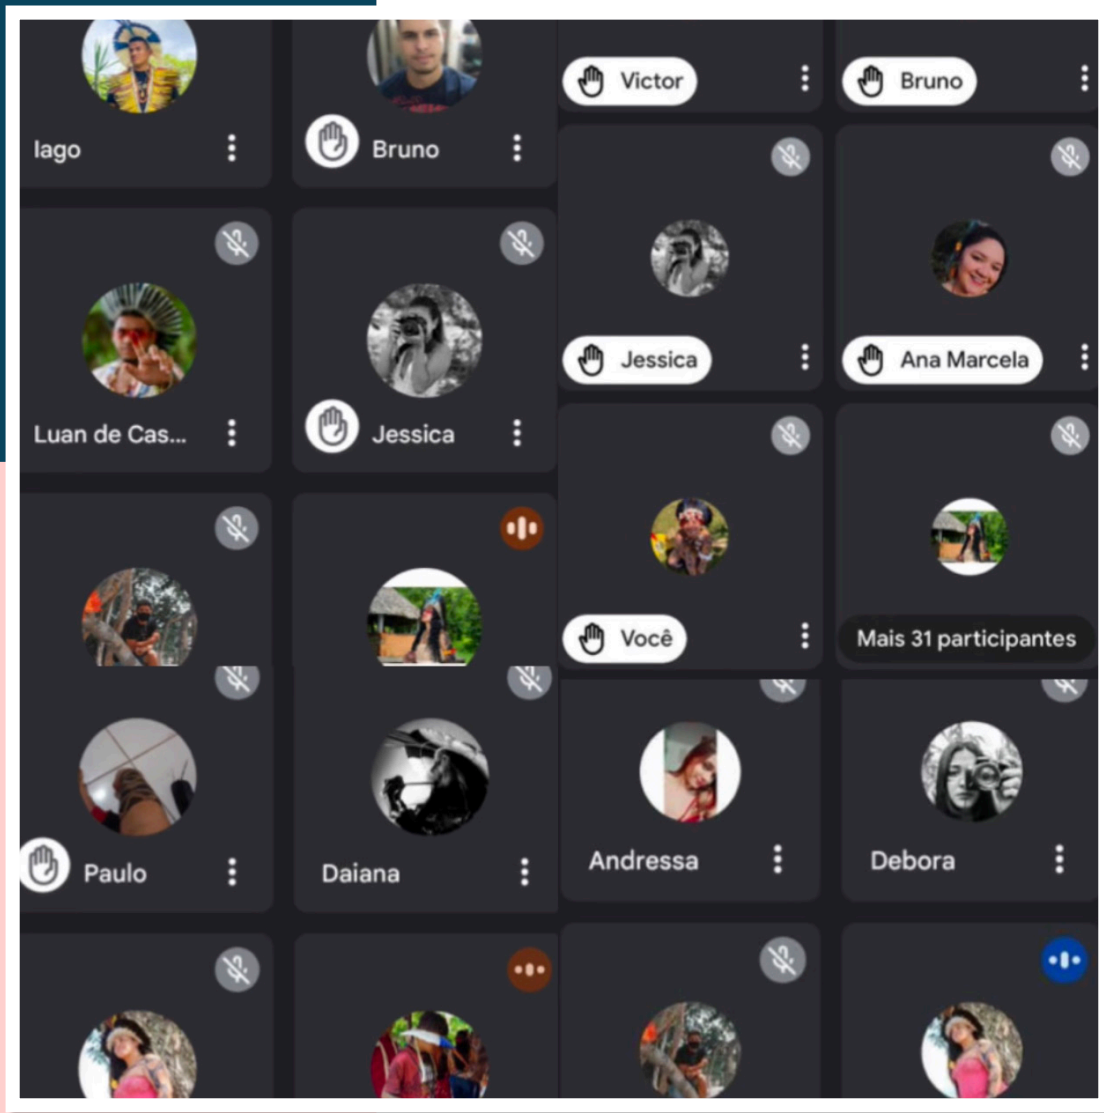 Iago
Bruno
Luan de Cas...
Jessica
Victor
Bruno
Jessica
Ana Marcela
Você
Mais 31 participantes
Paulo
Daiana
Andressa
Debora